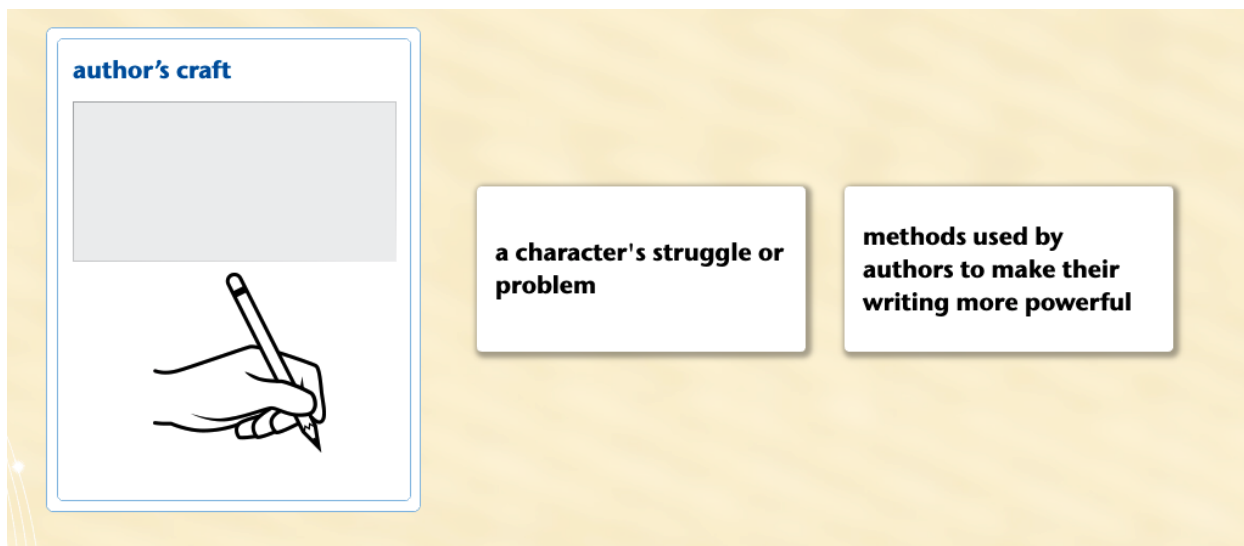 author’s craft
a character's struggle or
problem
methods used by
authors to make their
writing more powerful